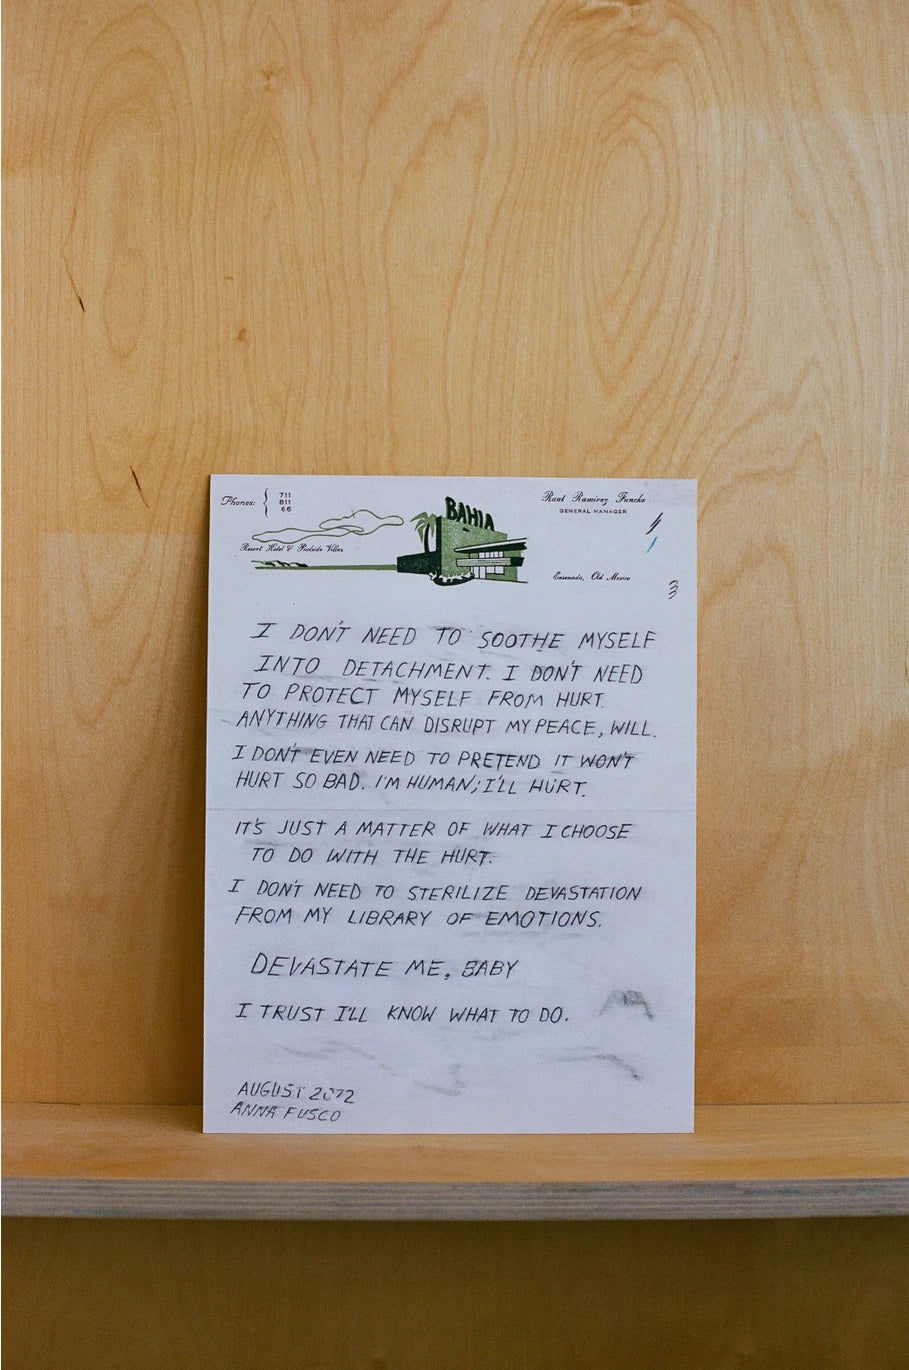 Phones: { 711
811
66
BAHIA
Raul Ramirez Funcke
GENERAL MANAGER
Resort Hotel & Poolside Villas
Ensenada, Old Mexico
3
I DON'T NEED TO SOOTHE MYSELF
INTO DETACHMENT. I DON'T NEED
TO PROTECT MYSELF FROM HURT.
ANYTHING THAT CAN DISRUPT MY PEACE, WILL.
I DON'T EVEN NEED TO PRETEND IT WON'T
HURT SO BAD. I'M HUMAN; I'LL HURT.
IT'S JUST A MATTER OF WHAT I CHOOSE
TO DO WITH THE HURT.
I DON'T NEED TO STERILIZE DEVASTATION
FROM MY LIBRARY OF EMOTIONS.
DEVASTATE ME, BABY
I TRUST I'LL KNOW WHAT TO DO.
AUGUST 2022
ANNA FUSCO